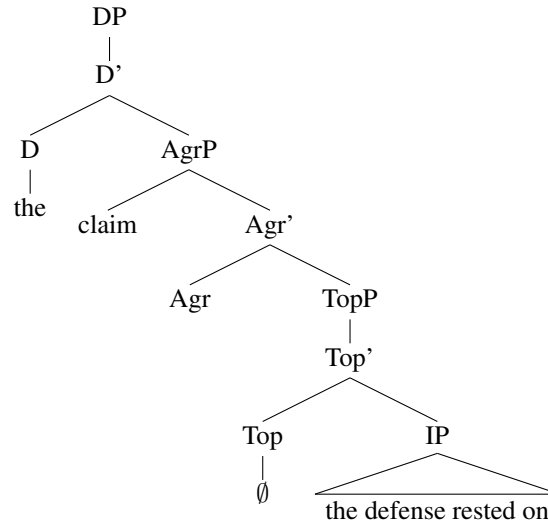 DP
D’
D AgrP
the
claim Agr’
Agr TopP
Top’
Top IP
∅
the defense rested on